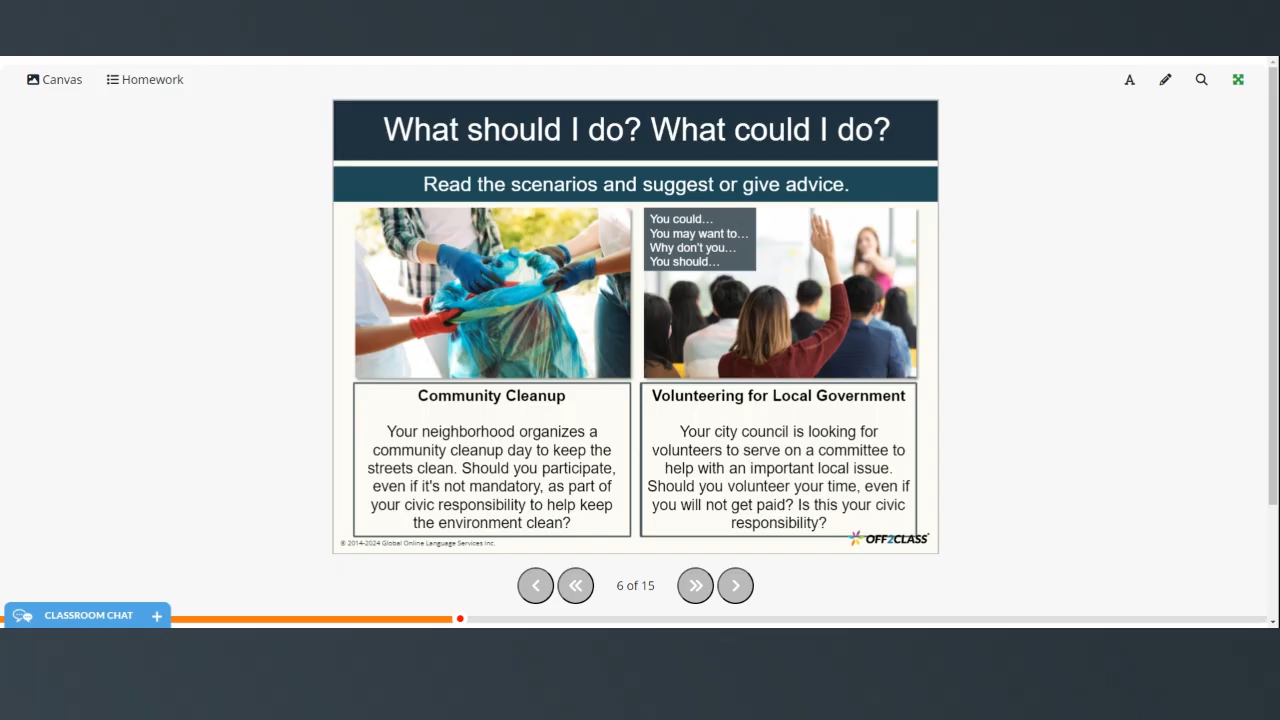 Canvas
Homework
What should I do? What could I do?
Read the scenarios and suggest or give advice.
You could…
You may want to…
Why don't you…
You should…
Community Cleanup
Your neighborhood organizes a
community cleanup day to keep the
streets clean. Should you participate,
even if it's not mandatory, as part of
your civic responsibility to help keep
the environment clean?
Volunteering for Local Government
Your city council is looking for
volunteers to serve on a committee to
help with an important local issue.
Should you volunteer your time, even if
you will not get paid? Is this your civic
responsibility?
© 2014-2024 Global Online Language Services Inc.
OFF2CLASS
6 of 15
CLASSROOM CHAT